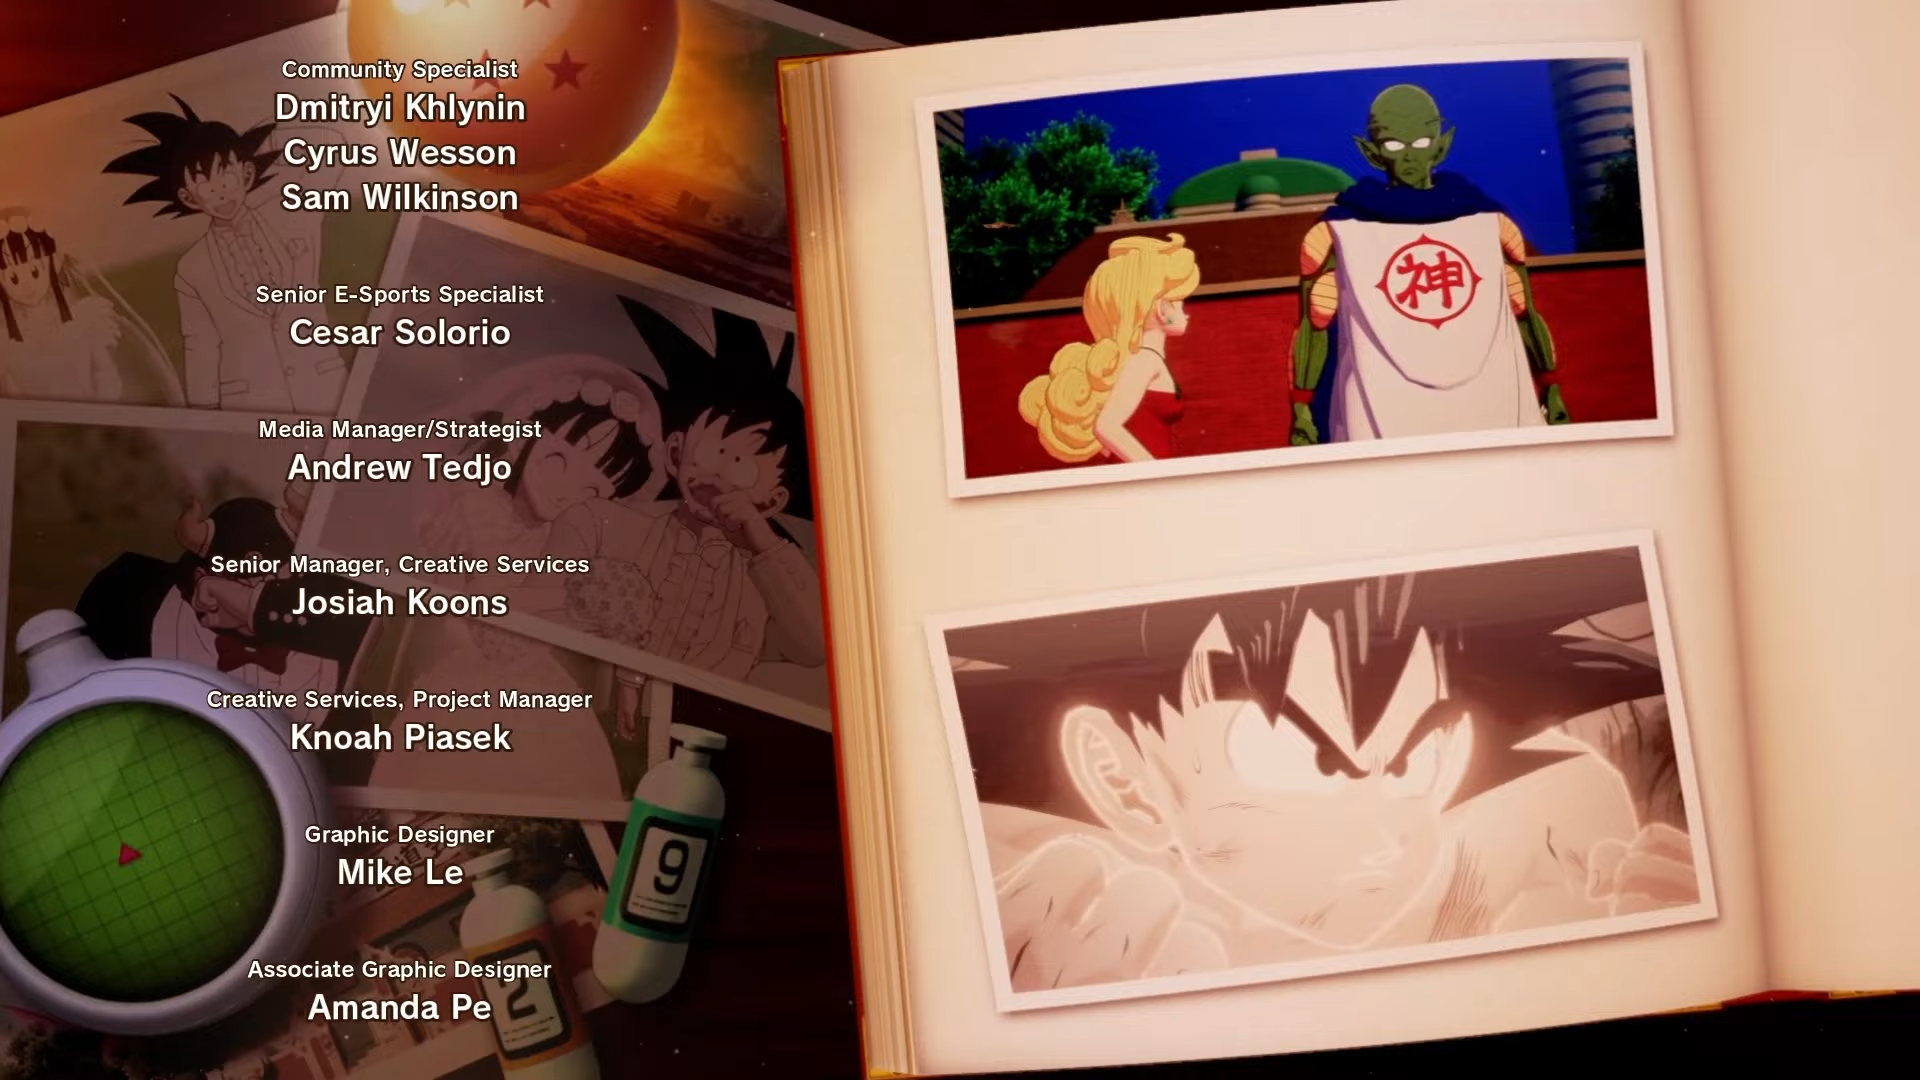 Community Specialist
Dmitryi Khlynin
Cyrus Wesson
Sam Wilkinson
Senior E-Sports Specialist
Cesar Solorio
Media Manager/Strategist
Andrew Tedjo
Senior Manager, Creative Services
Josiah Koons
Creative Services, Project Manager
Knoah Piasek
Graphic Designer
Mike Le
Associate Graphic Designer
Amanda Pe
神
9
2